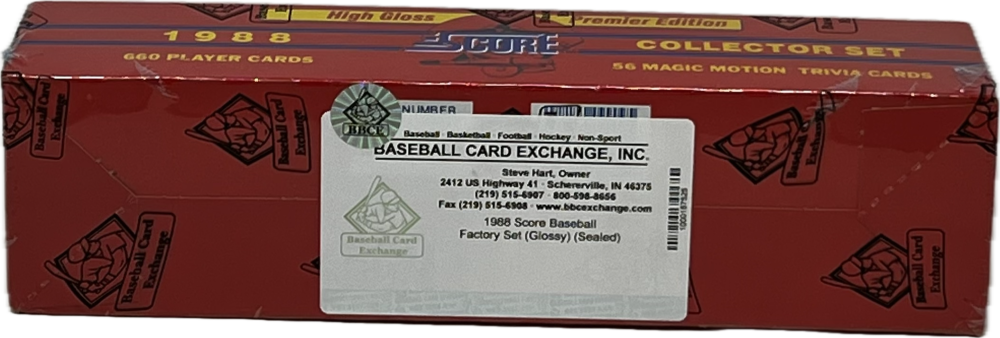 High Gloss
Premier Edition
1988
SCORE
COLLECTOR SET
660 PLAYER CARDS
56 MAGIC MOTION TRIVIA CARDS
NUMBER
BBCE
Baseball · Basketball · Football · Hockey · Non-Sport
BASEBALL CARD EXCHANGE, INC.
Steve Hart, Owner
2412 US Highway 41 · Schererville, IN 46375
(219) 515-6907 · 800-598-8656
Fax (219) 515-6908 · www.bbcexchange.com
1988 Score Baseball
Factory Set (Glossy) (Sealed)
Baseball Card
Exchange
Baseball Card
Exchange
Baseball Card
Exchange
Baseball Card
Exchange
Baseball Card
Exchange
Baseball Card
Exchange